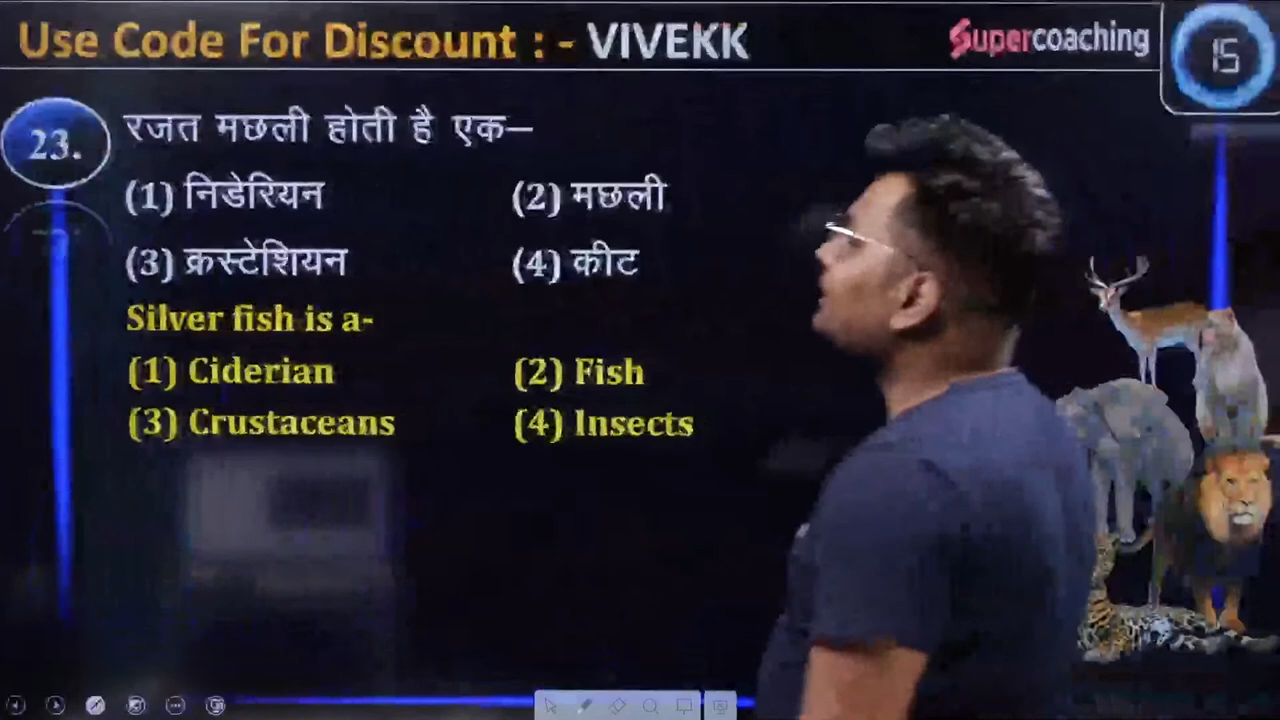 Use Code For Discount : - VIVEKK
Supercoaching
15
23. रजत मछली होती है एक–
(1) निडेरियन (2) मछली
(3) क्रस्टेशियन (4) कीट
Silver fish is a-
(1) Ciderian (2) Fish
(3) Crustaceans (4) Insects